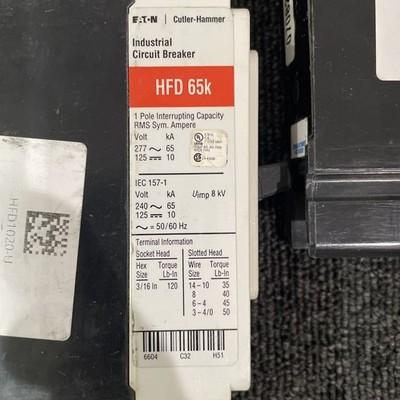 EATON | Cutler-Hammer
Industrial
Circuit Breaker
HFD 65k
1 Pole Interrupting Capacity
RMS Sym. Ampere
Volt kA
277 ~ 65
125 ⎓ 10
IEC 157-1
Volt kA Uimp 8 kV
240 ~ 65
125 ⎓ 10
~ = 50/60 Hz
Terminal Information
Socket Head Slotted Head
Hex Torque Wire Torque
Size Lb-In Size Lb-In
3/16 In 120 14 - 10 35
8 40
6 - 4 45
3 - 4/0 50
6604 C32 H51
HFD1020-U